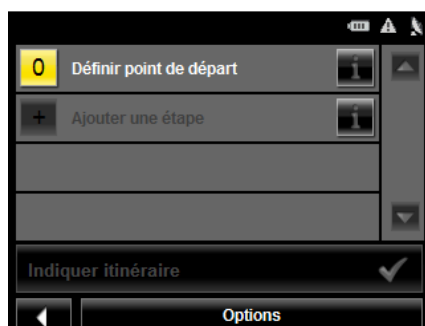 0 Définir point de départ i
+ Ajouter une étape i
Indiquer itinéraire
Options